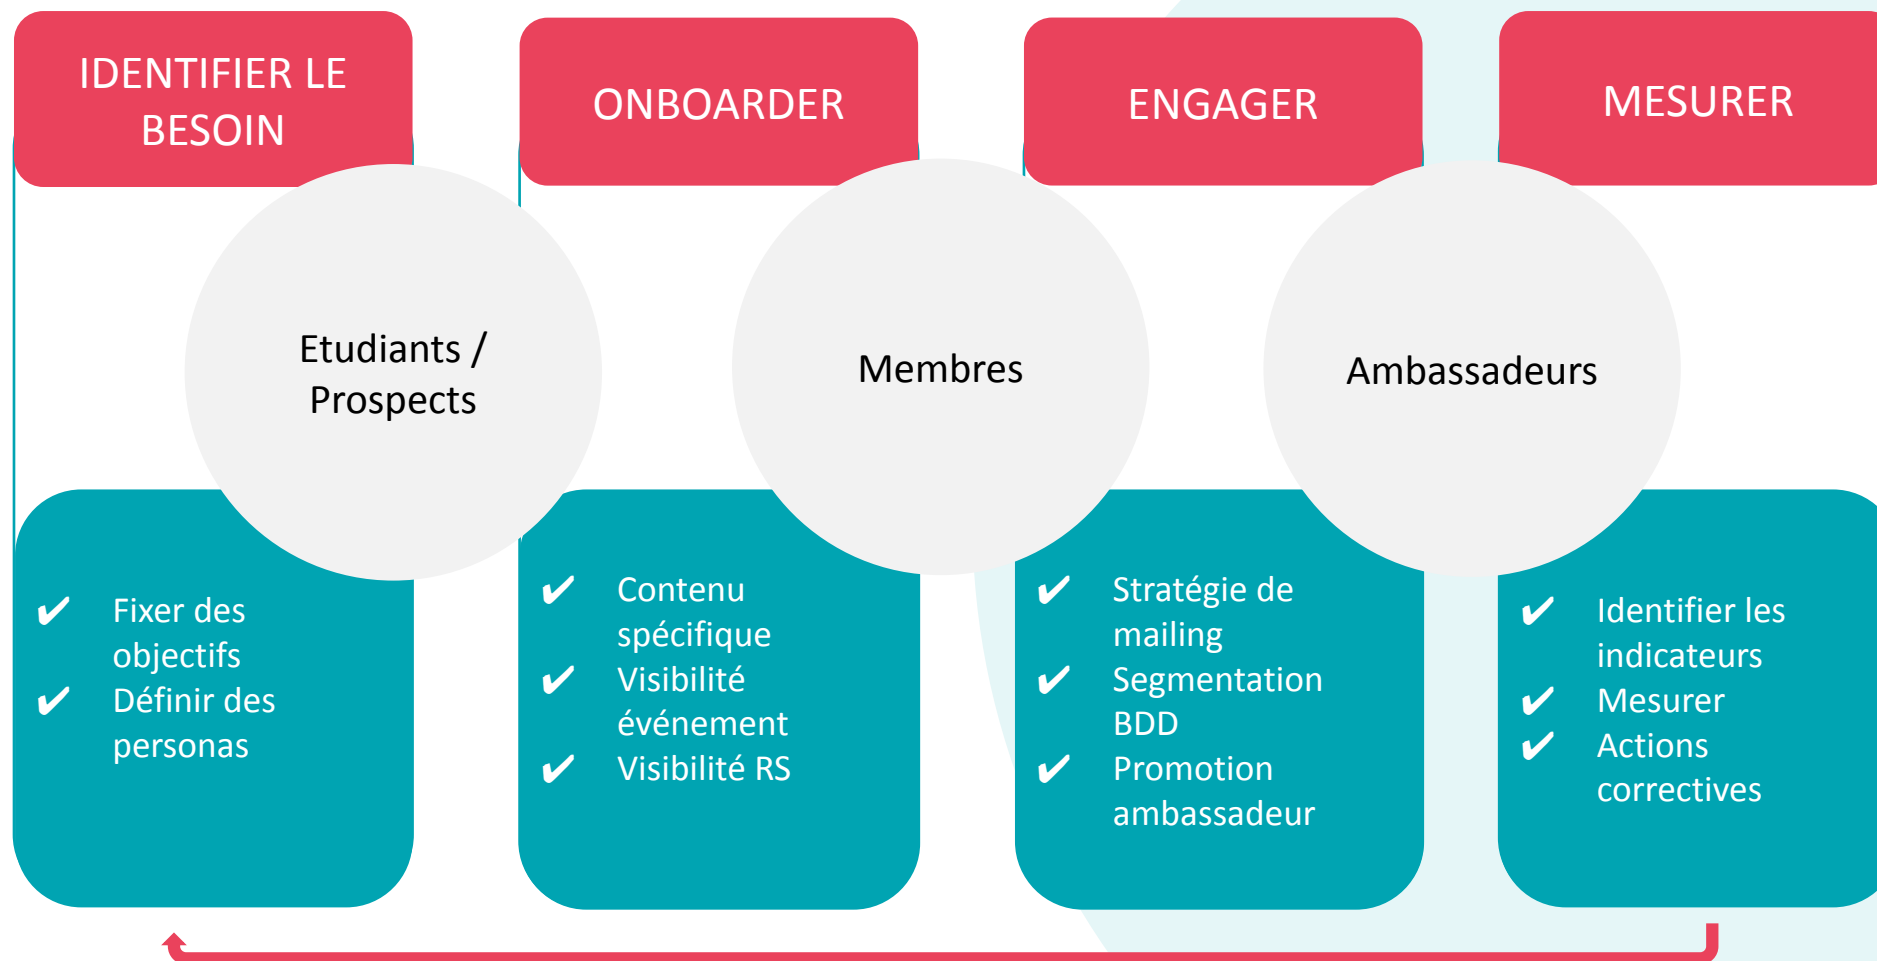 IDENTIFIER LE
BESOIN
ONBOARDER
ENGAGER
MESURER
Etudiants /
Prospects
Membres
Ambassadeurs
✔ Fixer des
objectifs
✔ Définir des
personas
✔ Contenu
spécifique
✔ Visibilité
événement
✔ Visibilité RS
✔ Stratégie de
mailing
✔ Segmentation
BDD
✔ Promotion
ambassadeur
✔ Identifier les
indicateurs
✔ Mesurer
✔ Actions
correctives